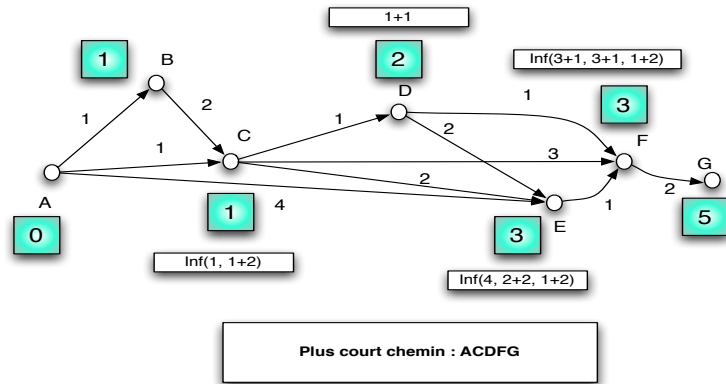 1+1
1
B
2
Inf(3+1, 3+1, 1+2)
D
1
3
1
2
C
1
2
F
1
3
G
A
2
2
4
1
E
1
0
3
5
Inf(1, 1+2)
Inf(4, 2+2, 1+2)
Plus court chemin : ACDFG